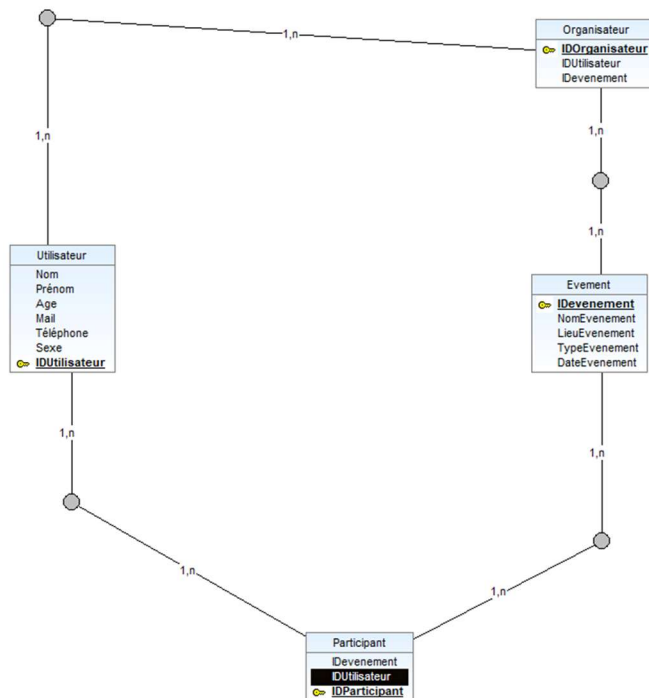 1,n
Organisateur
IDOrganisateur
IDUtilisateur
IDevenement
1,n
1,n
1,n
Utilisateur
Nom
Prénom
Age
Mail
Téléphone
Sexe
IDUtilisateur
Evement
IDevenement
NomEvenement
LieuEvenement
TypeEvenement
DateEvenement
1,n
1,n
1,n
1,n
Participant
IDevenement
IDUtilisateur
IDParticipant